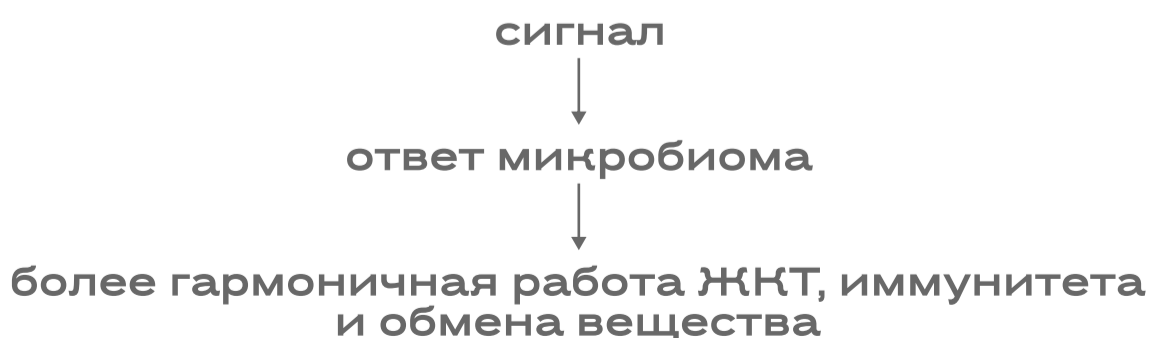 сигнал
ответ микробиома
более гармоничная работа ЖКТ, иммунитета
и обмена вещества